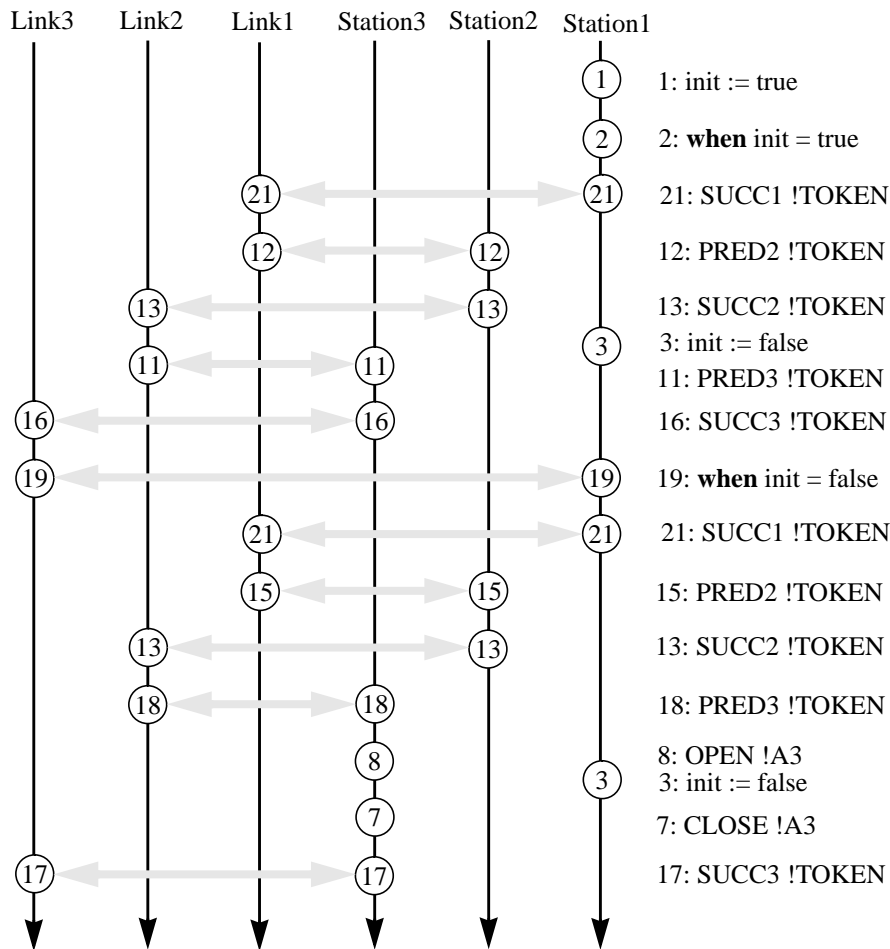 Link3 Link2 Link1 Station3 Station2 Station1
1 1: init := true
2 2: when init = true
21 21 21: SUCC1 !TOKEN
12 12 12: PRED2 !TOKEN
13 13 13: SUCC2 !TOKEN
3 3: init := false
11 11 11: PRED3 !TOKEN
16 16 16: SUCC3 !TOKEN
19 19 19: when init = false
21 21 21: SUCC1 !TOKEN
15 15 15: PRED2 !TOKEN
13 13 13: SUCC2 !TOKEN
18 18 18: PRED3 !TOKEN
8 8: OPEN !A3
3 3: init := false
7 7: CLOSE !A3
17 17 17: SUCC3 !TOKEN